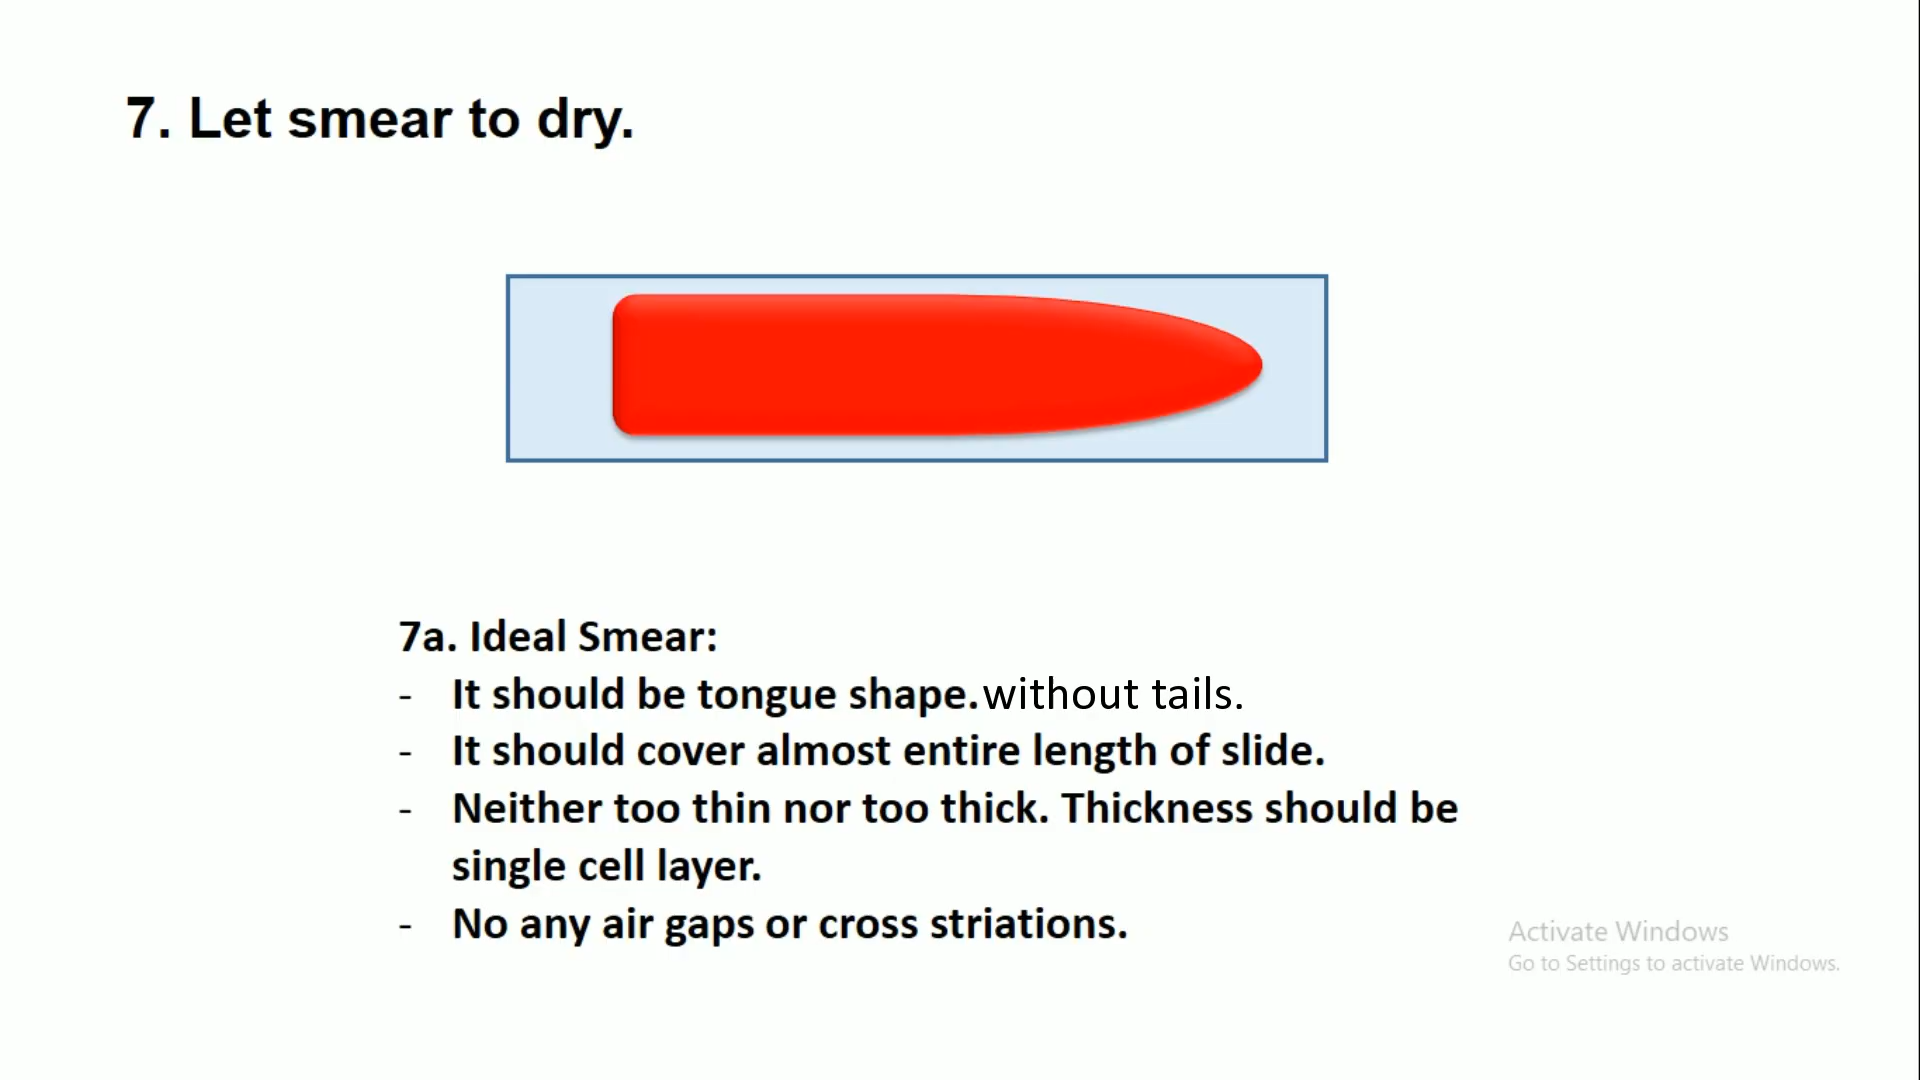 7. Let smear to dry.
7a. Ideal Smear:
- It should be tongue shape.without tails.
- It should cover almost entire length of slide.
- Neither too thin nor too thick. Thickness should be
single cell layer.
- No any air gaps or cross striations.
Activate Windows
Go to Settings to activate Windows.